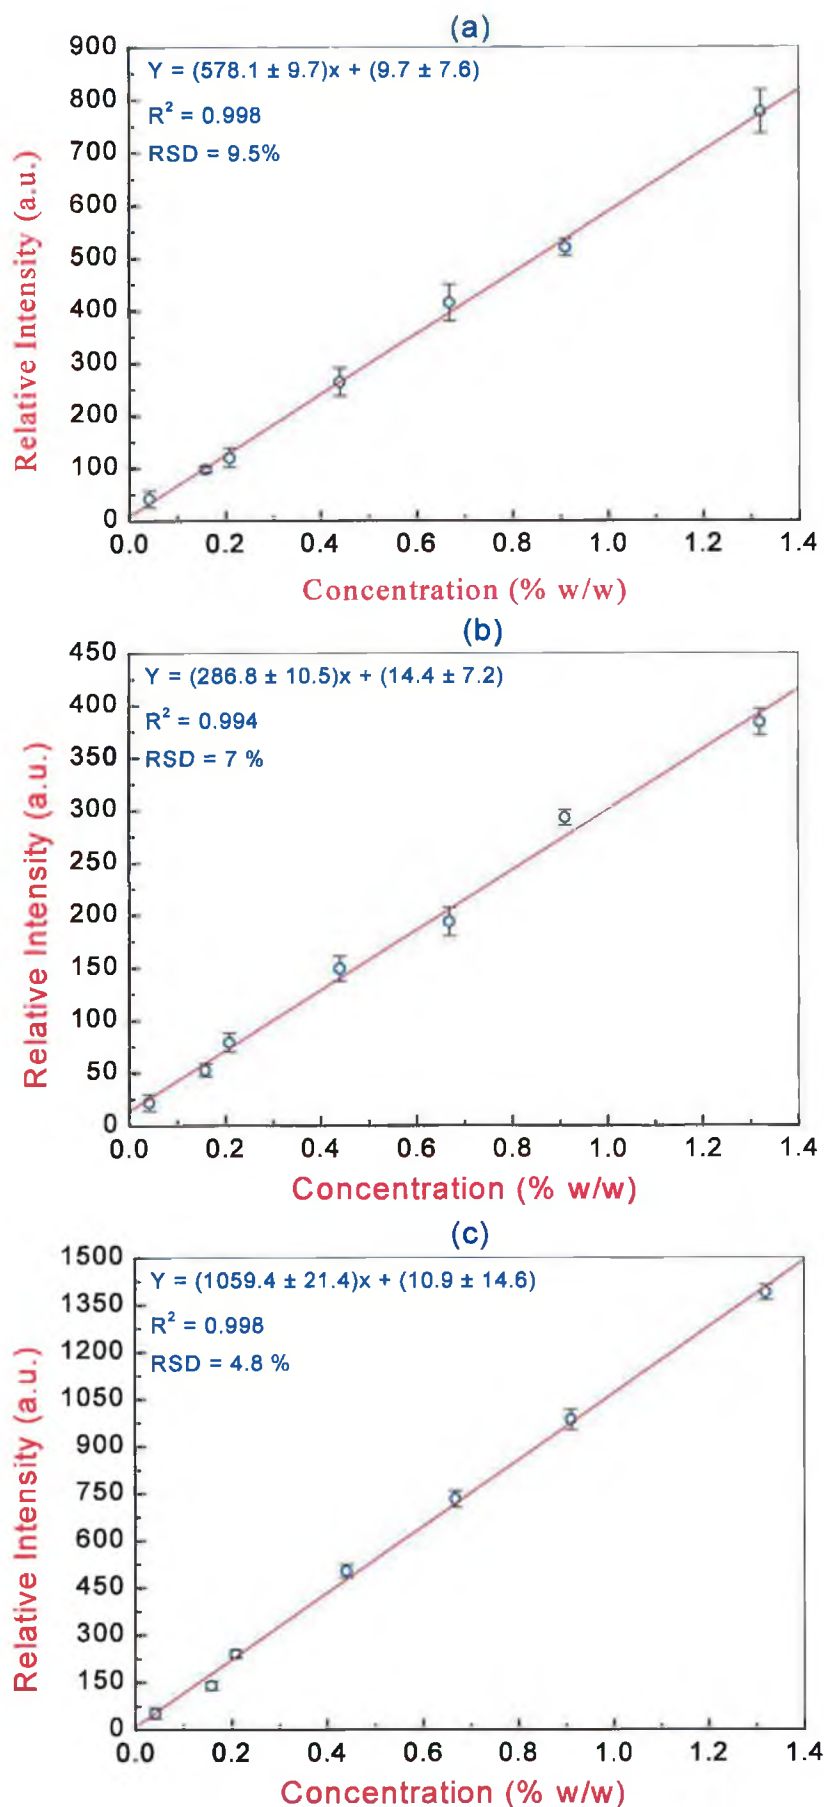 (a)
900
800
700
600
500
400
300
200
100
0
Relative Intensity (a.u.)
Y = (578.1 ± 9.7)x + (9.7 ± 7.6)
R² = 0.998
RSD = 9.5%
0.0 0.2 0.4 0.6 0.8 1.0 1.2 1.4
Concentration (% w/w)
(b)
450
400
350
300
250
200
150
100
50
0
Relative Intensity (a.u.)
Y = (286.8 ± 10.5)x + (14.4 ± 7.2)
R² = 0.994
RSD = 7 %
0.0 0.2 0.4 0.6 0.8 1.0 1.2 1.4
Concentration (% w/w)
(c)
1500
1350
1200
1050
900
750
600
450
300
150
0
Relative Intensity (a.u.)
Y = (1059.4 ± 21.4)x + (10.9 ± 14.6)
R² = 0.998
RSD = 4.8 %
0.0 0.2 0.4 0.6 0.8 1.0 1.2 1.4
Concentration (% w/w)